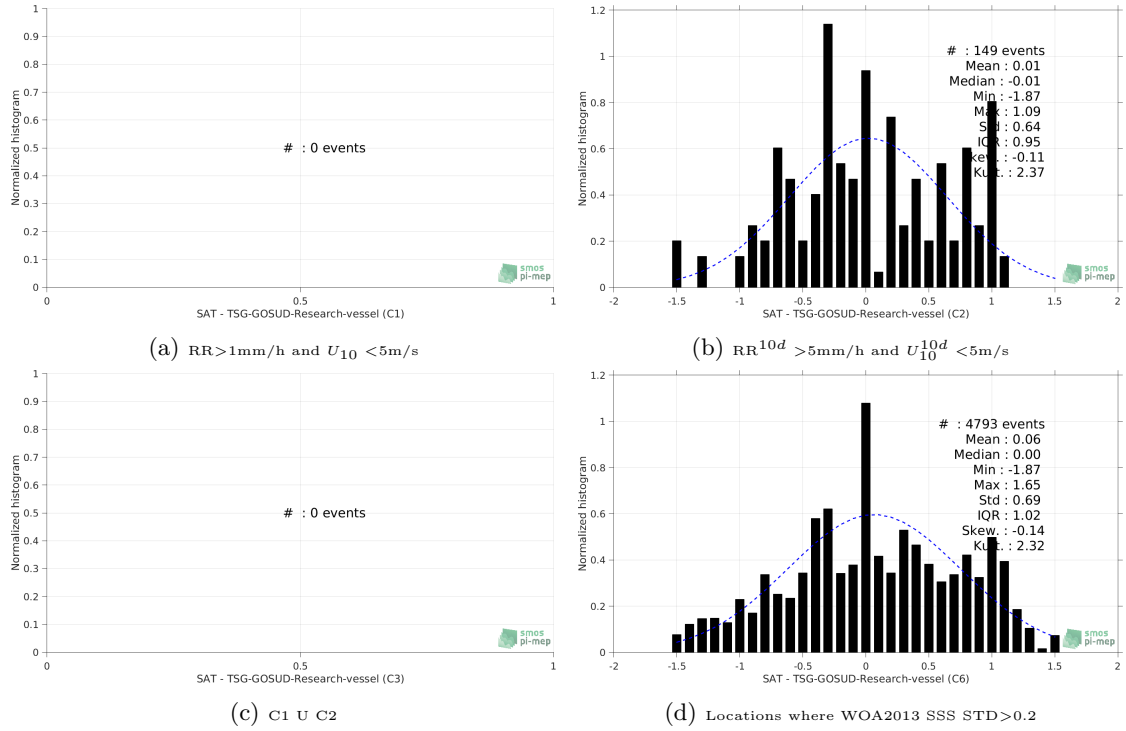 1
0.9
0.8
0.7
0.6
0.5
0.4
0.3
0.2
0.1
0
Normalized histogram
# : 0 events
smos
pi-mep
0
0.5
1
SAT - TSG-GOSUD-Research-vessel (C1)
(a) RR>1mm/h and U10 <5m/s
1.2
1
0.8
0.6
0.4
0.2
0
Normalized histogram
# : 149 events
Mean : 0.01
Median : -0.01
Min : -1.87
Max : 1.09
Std : 0.64
IQR : 0.95
Skew. : -0.11
Kurt. : 2.37
smos
pi-mep
-2
-1.5
-1
-0.5
0
0.5
1
1.5
2
SAT - TSG-GOSUD-Research-vessel (C2)
(b) RR10d >5mm/h and U10d10 <5m/s
1
0.9
0.8
0.7
0.6
0.5
0.4
0.3
0.2
0.1
0
Normalized histogram
# : 0 events
smos
pi-mep
0
0.5
1
SAT - TSG-GOSUD-Research-vessel (C3)
(c) C1 U C2
1.2
1
0.8
0.6
0.4
0.2
0
Normalized histogram
# : 4793 events
Mean : 0.06
Median : 0.00
Min : -1.87
Max : 1.65
Std : 0.69
IQR : 1.02
Skew. : -0.14
Kurt. : 2.32
smos
pi-mep
-2
-1.5
-1
-0.5
0
0.5
1
1.5
2
SAT - TSG-GOSUD-Research-vessel (C6)
(d) Locations where WOA2013 SSS STD>0.2